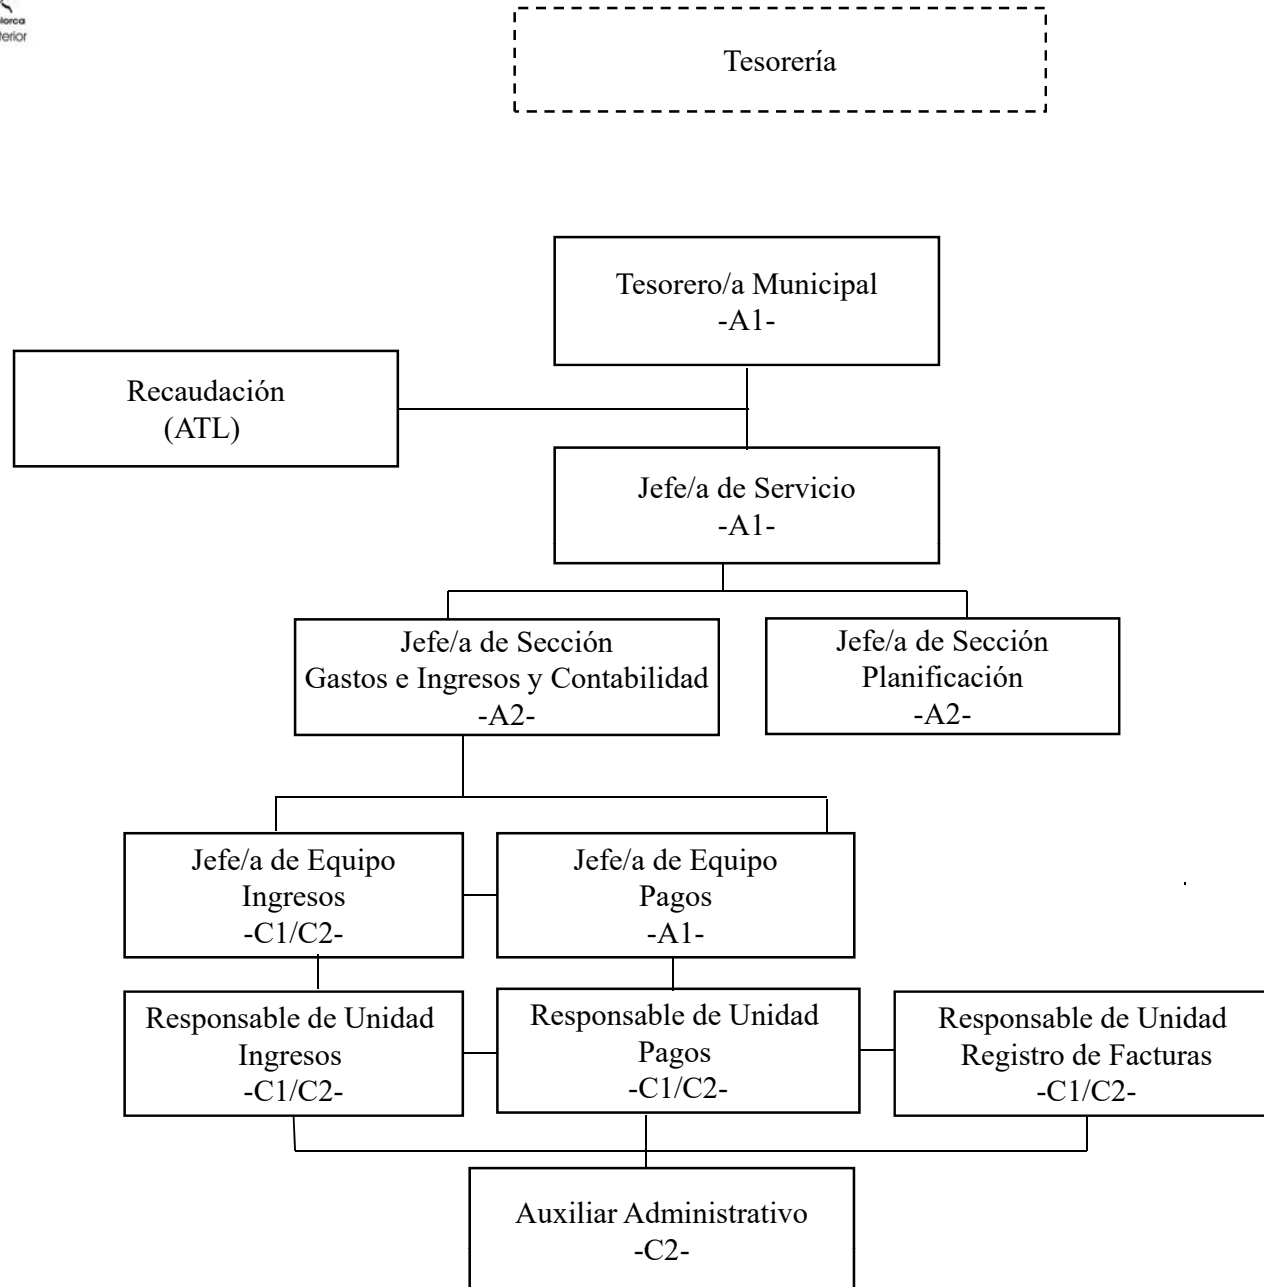 Tesorería
Tesorero/a Municipal
-A1-
Recaudación
(ATL)
Jefe/a de Servicio
-A1-
Jefe/a de Sección
Gastos e Ingresos y Contabilidad
-A2-
Jefe/a de Sección
Planificación
-A2-
Jefe/a de Equipo
Ingresos
-C1/C2-
Jefe/a de Equipo
Pagos
-A1-
Responsable de Unidad
Ingresos
-C1/C2-
Responsable de Unidad
Pagos
-C1/C2-
Responsable de Unidad
Registro de Facturas
-C1/C2-
Auxiliar Administrativo
-C2-